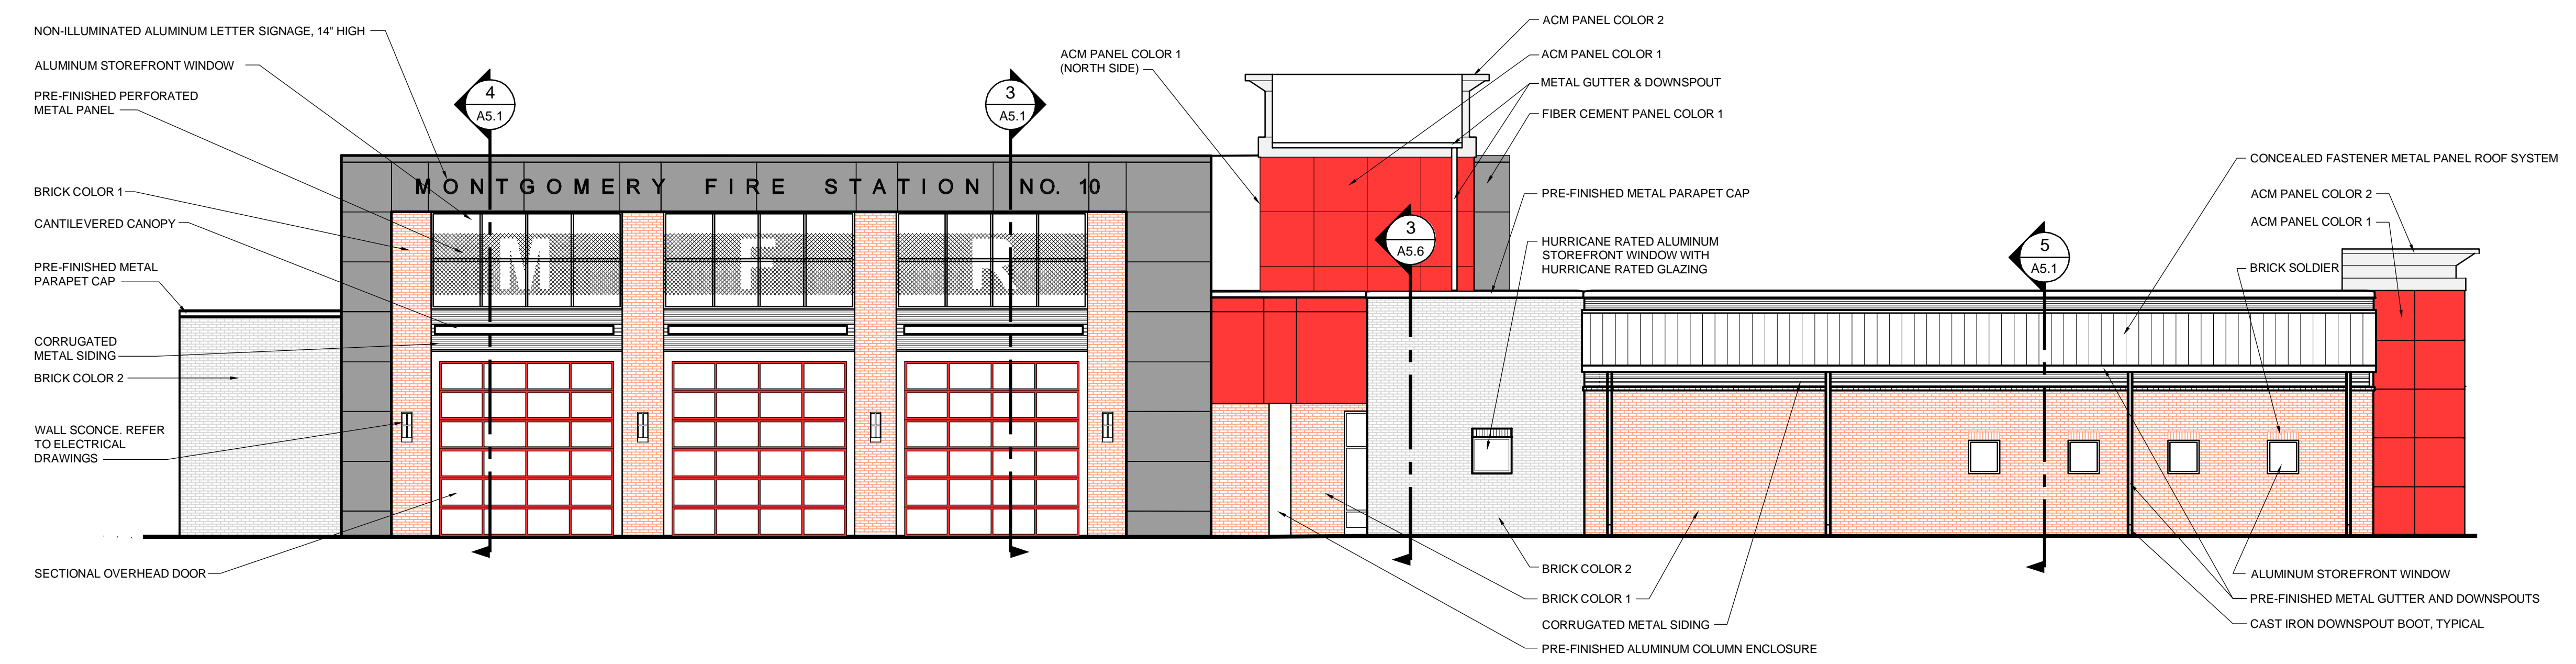 NON-ILLUMINATED ALUMINUM LETTER SIGNAGE, 14" HIGH
ALUMINUM STOREFRONT WINDOW
PRE-FINISHED PERFORATED
METAL PANEL
BRICK COLOR 1
CANTILEVERED CANOPY
PRE-FINISHED METAL
PARAPET CAP
CORRUGATED
METAL SIDING
BRICK COLOR 2
WALL SCONCE. REFER
TO ELECTRICAL
DRAWINGS
SECTIONAL OVERHEAD DOOR
4
A5.1
3
A5.1
MONTGOMERY FIRE STATION NO. 10
M F R
ACM PANEL COLOR 1
(NORTH SIDE)
ACM PANEL COLOR 2
ACM PANEL COLOR 1
METAL GUTTER & DOWNSPOUT
FIBER CEMENT PANEL COLOR 1
PRE-FINISHED METAL PARAPET CAP
3
A5.6
HURRICANE RATED ALUMINUM
STOREFRONT WINDOW WITH
HURRICANE RATED GLAZING
BRICK COLOR 2
BRICK COLOR 1
CORRUGATED METAL SIDING
PRE-FINISHED ALUMINUM COLUMN ENCLOSURE
5
A5.1
CONCEALED FASTENER METAL PANEL ROOF SYSTEM
ACM PANEL COLOR 2
ACM PANEL COLOR 1
BRICK SOLDIER
ALUMINUM STOREFRONT WINDOW
PRE-FINISHED METAL GUTTER AND DOWNSPOUTS
CAST IRON DOWNSPOUT BOOT, TYPICAL